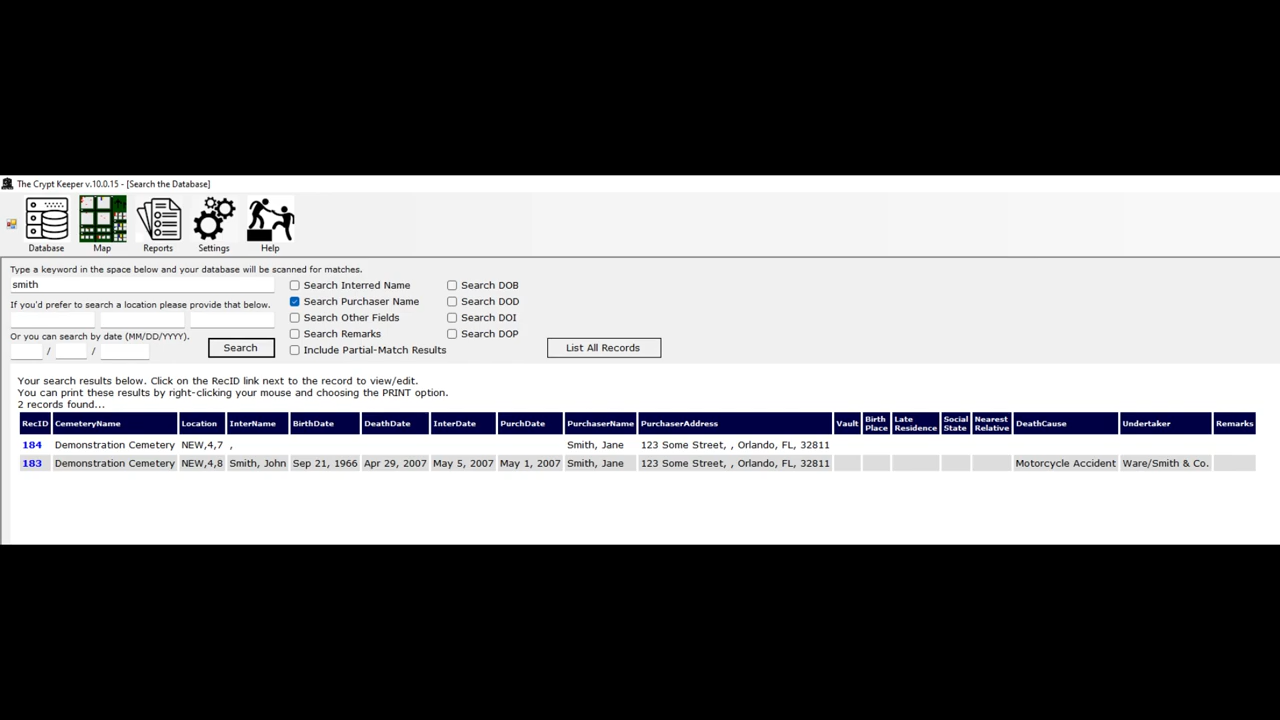 The Crypt Keeper v.10.0.15 - [Search the Database]
Database Map Reports Settings Help
Type a keyword in the space below and your database will be scanned for matches.
smith
If you'd prefer to search a location please provide that below.
Or you can search by date (MM/DD/YYYY).
/ /
Search
Search Interred Name Search DOB
Search Purchaser Name Search DOD
Search Other Fields Search DOI
Search Remarks Search DOP
Include Partial-Match Results
List All Records
Your search results below. Click on the RecID link next to the record to view/edit.
You can print these results by right-clicking your mouse and choosing the PRINT option.
2 records found...
RecID CemeteryName Location InterName BirthDate DeathDate InterDate PurchDate PurchaserName PurchaserAddress Vault Birth Place Late Residence Social State Nearest Relative DeathCause Undertaker Remarks
184 Demonstration Cemetery NEW,4,7 , Smith, Jane 123 Some Street, , Orlando, FL, 32811
183 Demonstration Cemetery NEW,4,8 Smith, John Sep 21, 1966 Apr 29, 2007 May 5, 2007 May 1, 2007 Smith, Jane 123 Some Street, , Orlando, FL, 32811 Motorcycle Accident Ware/Smith & Co.